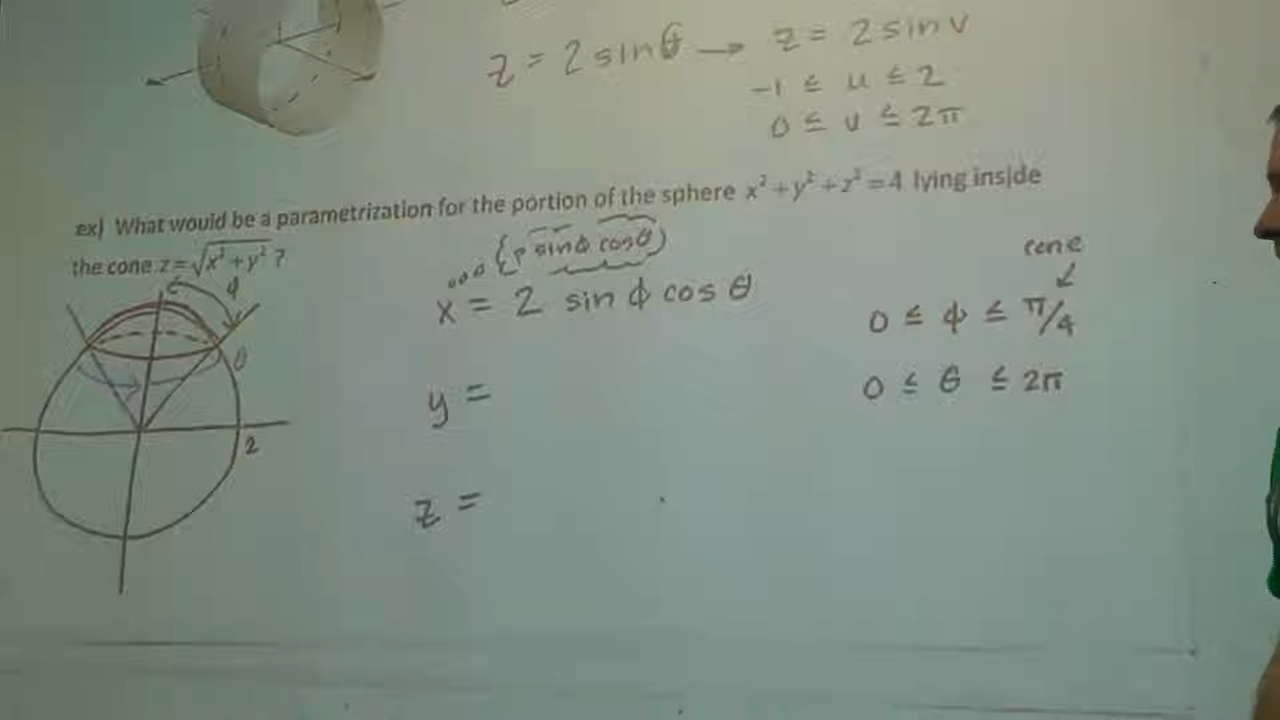 z = 2 sin θ → z = 2 sin v
-1 ≤ u ≤ 2
0 ≤ v ≤ 2π
ex) What would be a parametrization for the portion of the sphere x² + y² + z² = 4 lying inside
the cone z = √(x² + y²) ?
{ρ sinϕ cosθ}
cone
x = 2 sin ϕ cos θ
0 ≤ ϕ ≤ π/4
y =
0 ≤ θ ≤ 2π
z =
ϕ
θ
2